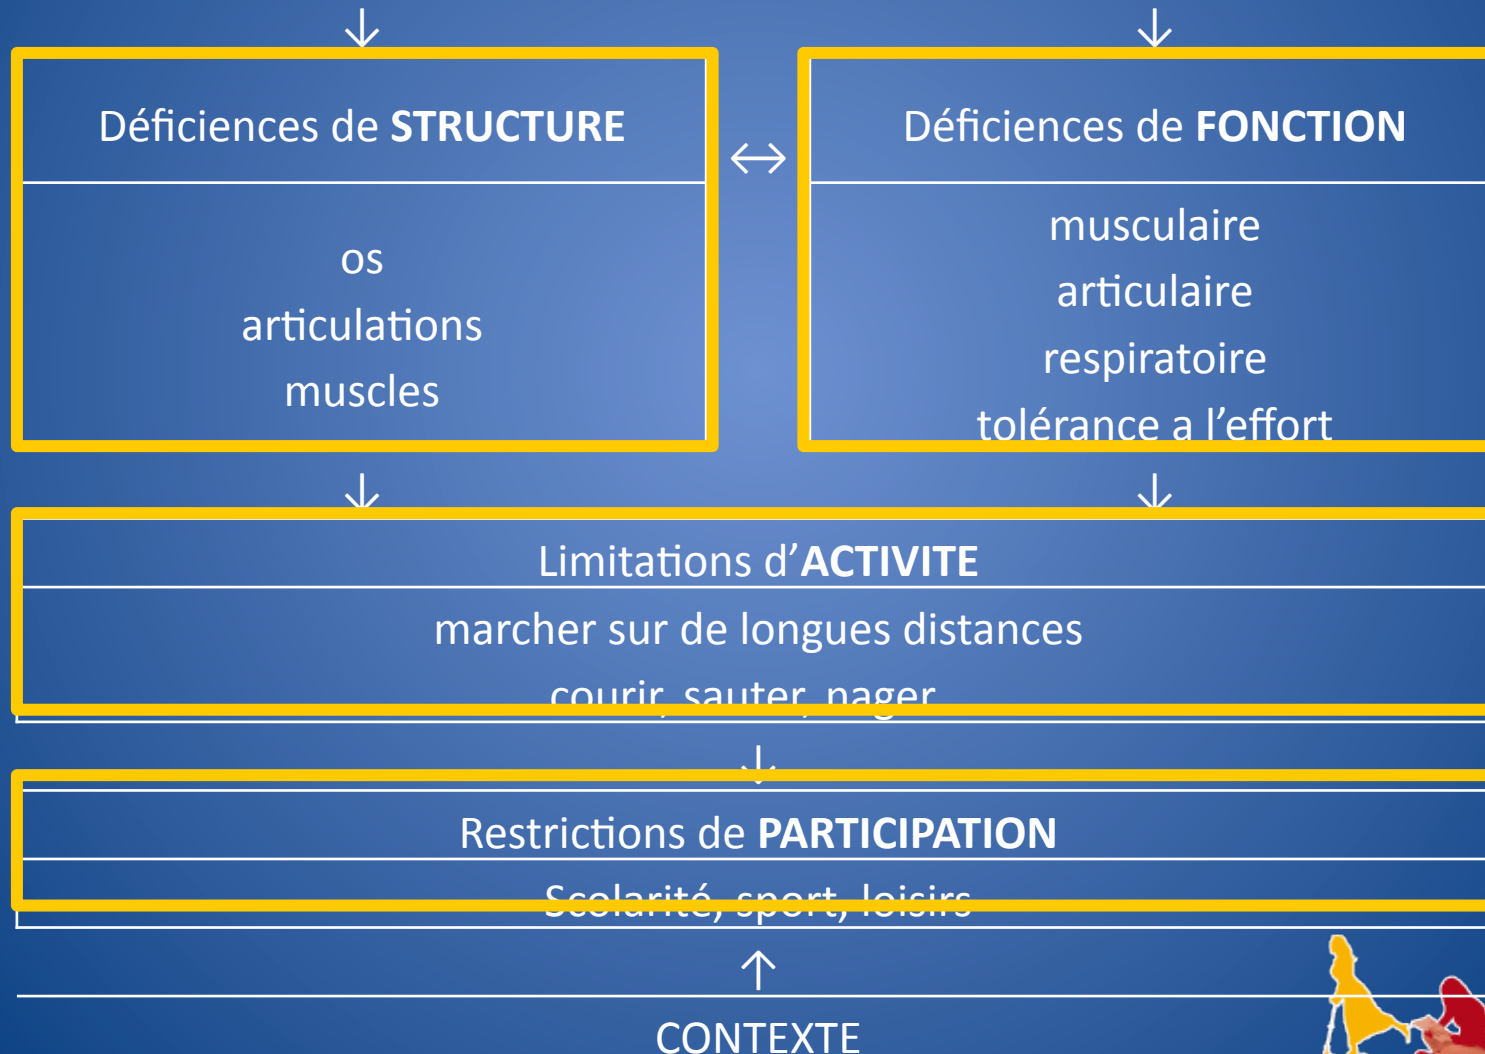 Déficiences de STRUCTURE
os
articulations
muscles
↔
Déficiences de FONCTION
musculaire
articulaire
respiratoire
tolérance a l’effort
Limitations d’ACTIVITE
marcher sur de longues distances
courir, sauter, nager
Restrictions de PARTICIPATION
Scolarité, sport, loisirs
CONTEXTE